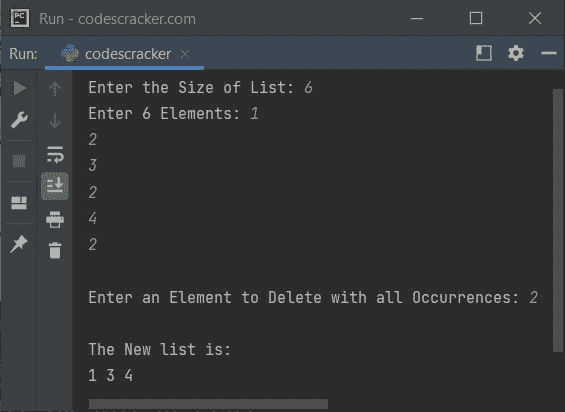 PC Run - codescracker.com
Run: codescracker
Enter the Size of List: 6
Enter 6 Elements: 1
2
3
2
4
2
Enter an Element to Delete with all Occurrences: 2
The New list is:
1 3 4